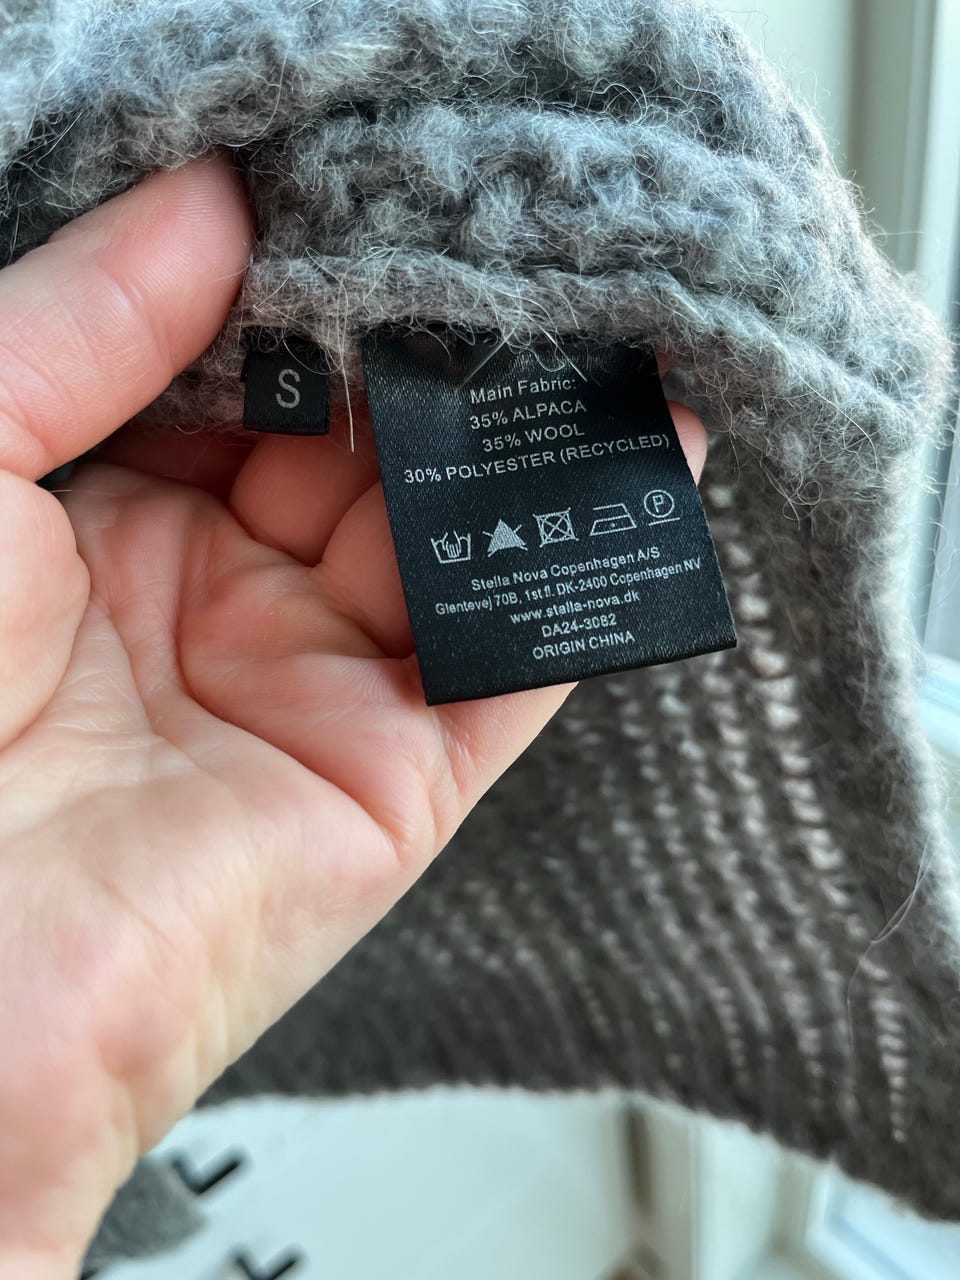 S
Main Fabric:
35% ALPACA
35% WOOL
30% POLYESTER (RECYCLED)
P
Stella Nova Copenhagen A/S
Glentevej 70B, 1st fl. DK-2400 Copenhagen NV
www.stella-nova.dk
DA24-3082
ORIGIN CHINA